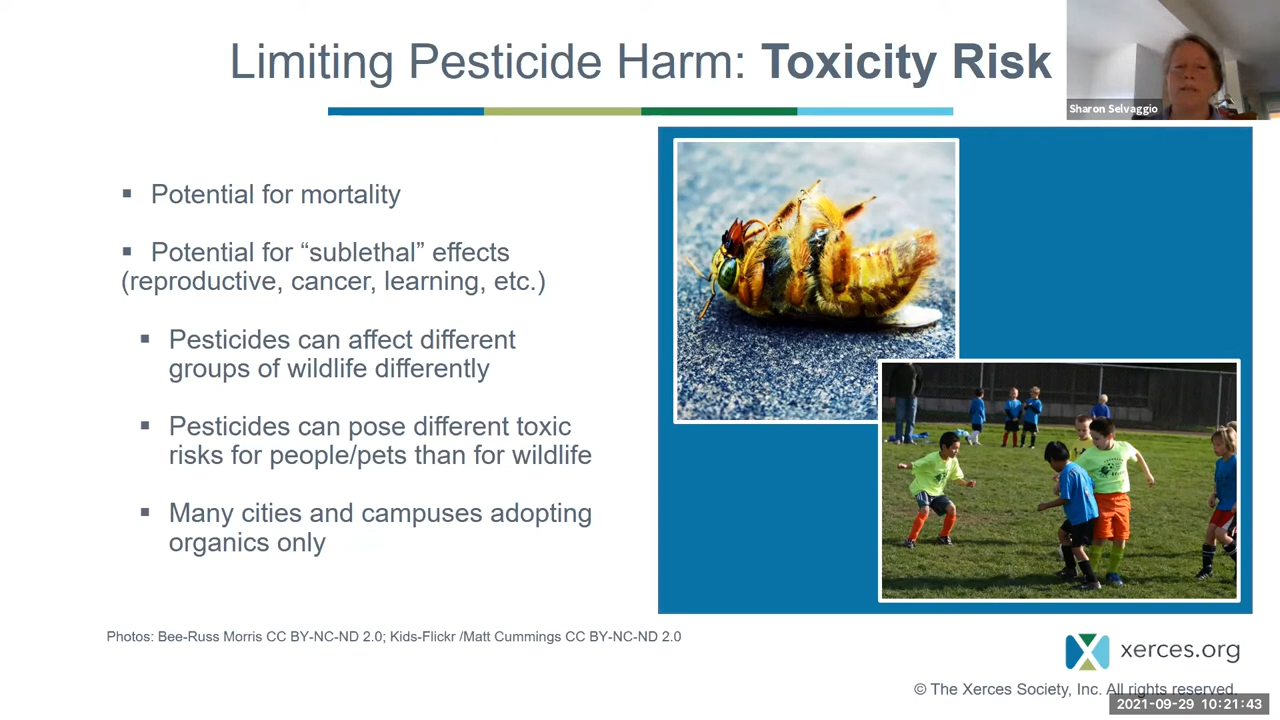 Limiting Pesticide Harm: Toxicity Risk
Sharon Selvaggio
▪ Potential for mortality
▪ Potential for “sublethal” effects
(reproductive, cancer, learning, etc.)
▪ Pesticides can affect different
groups of wildlife differently
▪ Pesticides can pose different toxic
risks for people/pets than for wildlife
▪ Many cities and campuses adopting
organics only
Photos: Bee-Russ Morris CC BY-NC-ND 2.0; Kids-Flickr /Matt Cummings CC BY-NC-ND 2.0
xerces.org
© The Xerces Society, Inc. All rights reserved.
2021-09-29 10:21:43